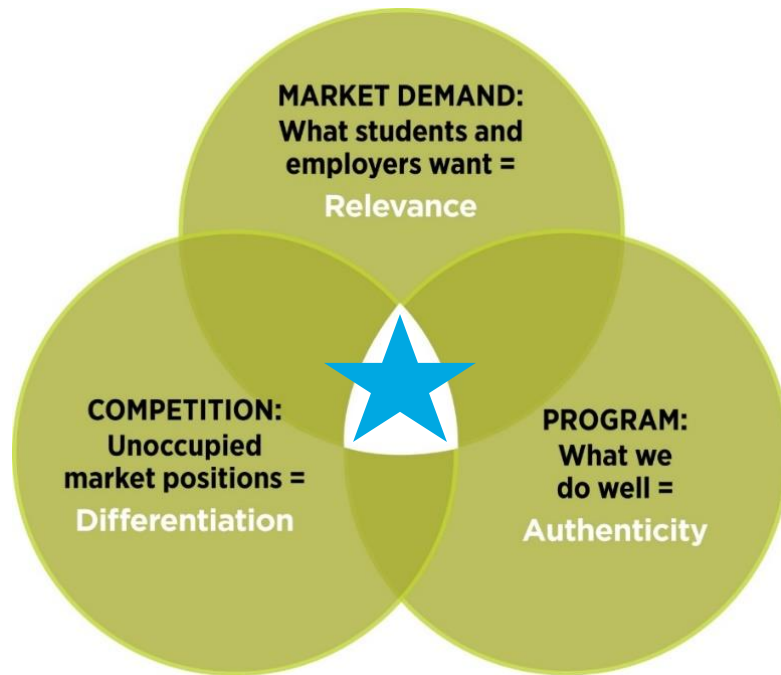 MARKET DEMAND:
What students and
employers want =
Relevance
COMPETITION:
Unoccupied
market positions =
Differentiation
PROGRAM:
What we
do well =
Authenticity